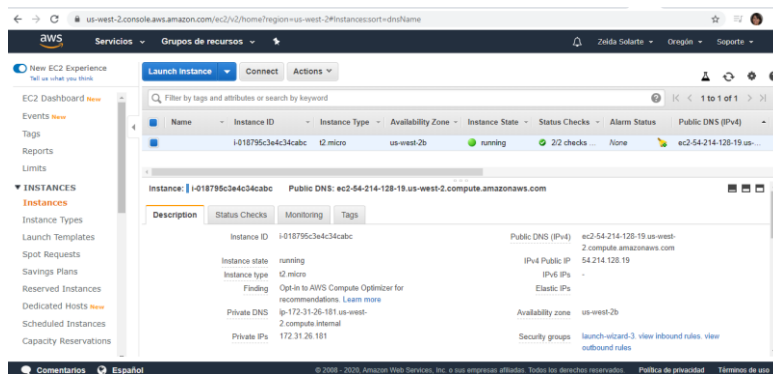 us-west-2.console.aws.amazon.com/ec2/v2/home?region=us-west-2#Instances:sort=dnsName
aws Servicios Grupos de recursos Zeida Solarte Oregón Soporte
New EC2 Experience
Tell us what you think
Launch Instance Connect Actions
EC2 Dashboard New
Events New
Tags
Reports
Limits
INSTANCES
Instances
Instance Types
Launch Templates
Spot Requests
Savings Plans
Reserved Instances
Dedicated Hosts New
Scheduled Instances
Capacity Reservations
Filter by tags and attributes or search by keyword 1 to 1 of 1
Name Instance ID Instance Type Availability Zone Instance State Status Checks Alarm Status Public DNS (IPv4)
i-018795c3e4c34cabc t2.micro us-west-2b running 2/2 checks ... None ec2-54-214-128-19.us-...
Instance: i-018795c3e4c34cabc Public DNS: ec2-54-214-128-19.us-west-2.compute.amazonaws.com
Description Status Checks Monitoring Tags
Instance ID i-018795c3e4c34cabc
Instance state running
Instance type t2.micro
Finding Opt-in to AWS Compute Optimizer for
recommendations. Learn more
Private DNS ip-172-31-26-181.us-west-
2.compute.internal
Private IPs 172.31.26.181
Public DNS (IPv4) ec2-54-214-128-19.us-west-
2.compute.amazonaws.com
IPv4 Public IP 54.214.128.19
IPv6 IPs -
Elastic IPs
Availability zone us-west-2b
Security groups launch-wizard-3. view inbound rules. view
outbound rules
Comentarios Español © 2008 - 2020, Amazon Web Services, Inc. o sus empresas afiliadas. Todos los derechos reservados. Política de privacidad Términos de uso